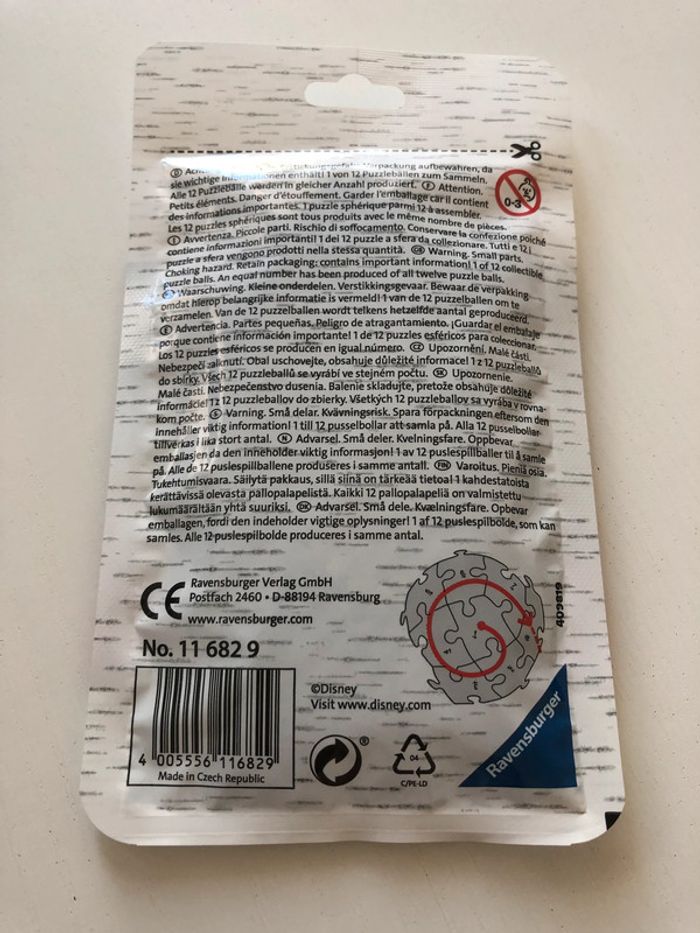 D Acht Erstickungsgefahr. Verpackung aufbewahren, da
sie wichtige Informationen enthält! 1 von 12 Puzzlebällen zum Sammeln.
Alle 12 Puzzlebälle werden in gleicher Anzahl produziert. F Attention.
Petits éléments. Danger d'étouffement. Garder l'emballage car il contient
des informations importantes. 1 puzzle sphérique parmi 12 à assembler.
Les 12 puzzles sphériques sont tous produits avec le même nombre de pièces.
I Avvertenza. Piccole parti. Rischio di soffocamento. Conservare la confezione poiché
contiene informazioni importanti! 1 dei 12 puzzle a sfera da collezionare. Tutti e 12 i
puzzle a sfera vengono prodotti nella stessa quantità. GB Warning. Small parts.
Choking hazard. Retain packaging: contains important information! 1 of 12 collectible
puzzle balls. An equal number has been produced of all twelve puzzle balls.
NL Waarschuwing. Kleine onderdelen. Verstikkingsgevaar. Bewaar de verpakking
omdat hierop belangrijke informatie is vermeld! 1 van de 12 puzzelballen om te
verzamelen. Van de 12 puzzelballen wordt telkens hetzelfde aantal geproduceerd.
E Advertencia. Partes pequeñas. Peligro de atragantamiento. ¡Guardar el embalaje
porque contiene información importante! 1 de 12 puzzles esféricos para coleccionar.
Los 12 puzzles esféricos se producen en igual número. CZ Upozornění. Malé části.
Nebezpečí zalknutí. Obal uschovejte, obsahuje důležité informace! 1 z 12 puzzleballů
do sbírky. Všech 12 puzzleballů se vyrábí ve stejném počtu. SK Upozornenie.
Malé časti. Nebezpečenstvo dusenia. Balenie skladujte, pretože obsahuje dôležité
informácie! 1 z 12 puzzleballov do zbierky. Všetkých 12 puzzleballov sa vyrába v rovna-
kom počte. S Varning. Små delar. Kvävningsrisk. Spara förpackningen eftersom den
innehåller viktig information! 1 till 12 pusselbollar att samla på. Alla 12 pusselbollar
tillverkas i lika stort antal. N Advarsel. Små deler. Kvelningsfare. Oppbevar
emballasjen da den inneholder viktig informasjon! 1 av 12 puslespillballer til å samle
på. Alle de 12 puslespillballene produseres i samme antall. FIN Varoitus. Pieniä osia.
Tukehtumisvaara. Säilytä pakkaus, sillä siinä on tärkeää tietoa! 1 kahdestatoista
kerättävissä olevasta pallopalapelistä. Kaikki 12 pallopalapeliä on valmistettu
lukumäärältään yhtä suuriksi. DK Advarsel. Små dele. Kvælningsfare. Opbevar
emballagen, fordi den indeholder vigtige oplysninger! 1 af 12 puslespilbolde, som kan
samles. Alle 12 puslespilbolde produceres i samme antal.
0-3
CE
Ravensburger Verlag GmbH
Postfach 2460 • D-88194 Ravensburg
www.ravensburger.com
409819
No. 11 682 9
©Disney
Visit www.disney.com
4 005556 116829
Made in Czech Republic
®
04
C/PE-LD
Ravensburger